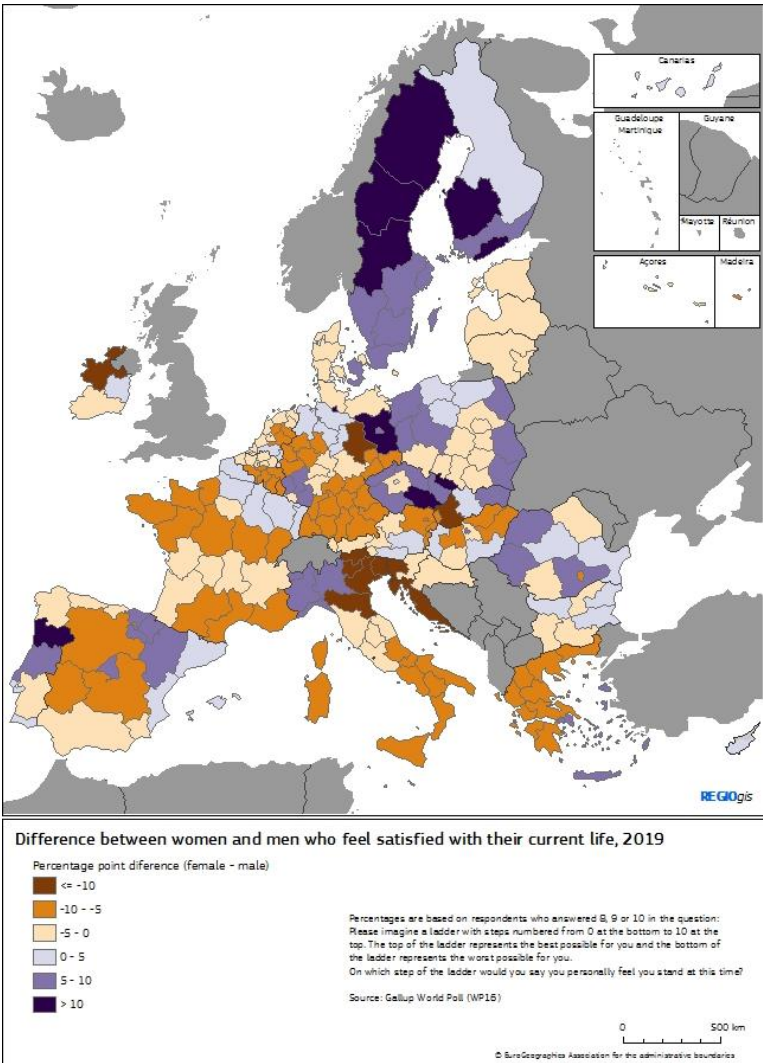 Canarias
Guadeloupe
Martinique
Guyane
Mayotte
Réunion
Açores
Madeira
REGIOgis
Difference between women and men who feel satisfied with their current life, 2019
Percentage point diference (female - male)
<= -10
-10 - -5
-5 - 0
0 - 5
5 - 10
> 10
Percentages are based on respondents who answered 8, 9 or 10 in the question:
Please imagine a ladder with steps numbered from 0 at the bottom to 10 at the
top. The top of the ladder represents the best possible for you and the bottom of
the ladder represents the worst possible for you.
On which step of the ladder would you say you personally feel you stand at this time?
Source: Gallup World Poll (WP16)
0 500 km
© EuroGeographics Association for the administrative boundaries